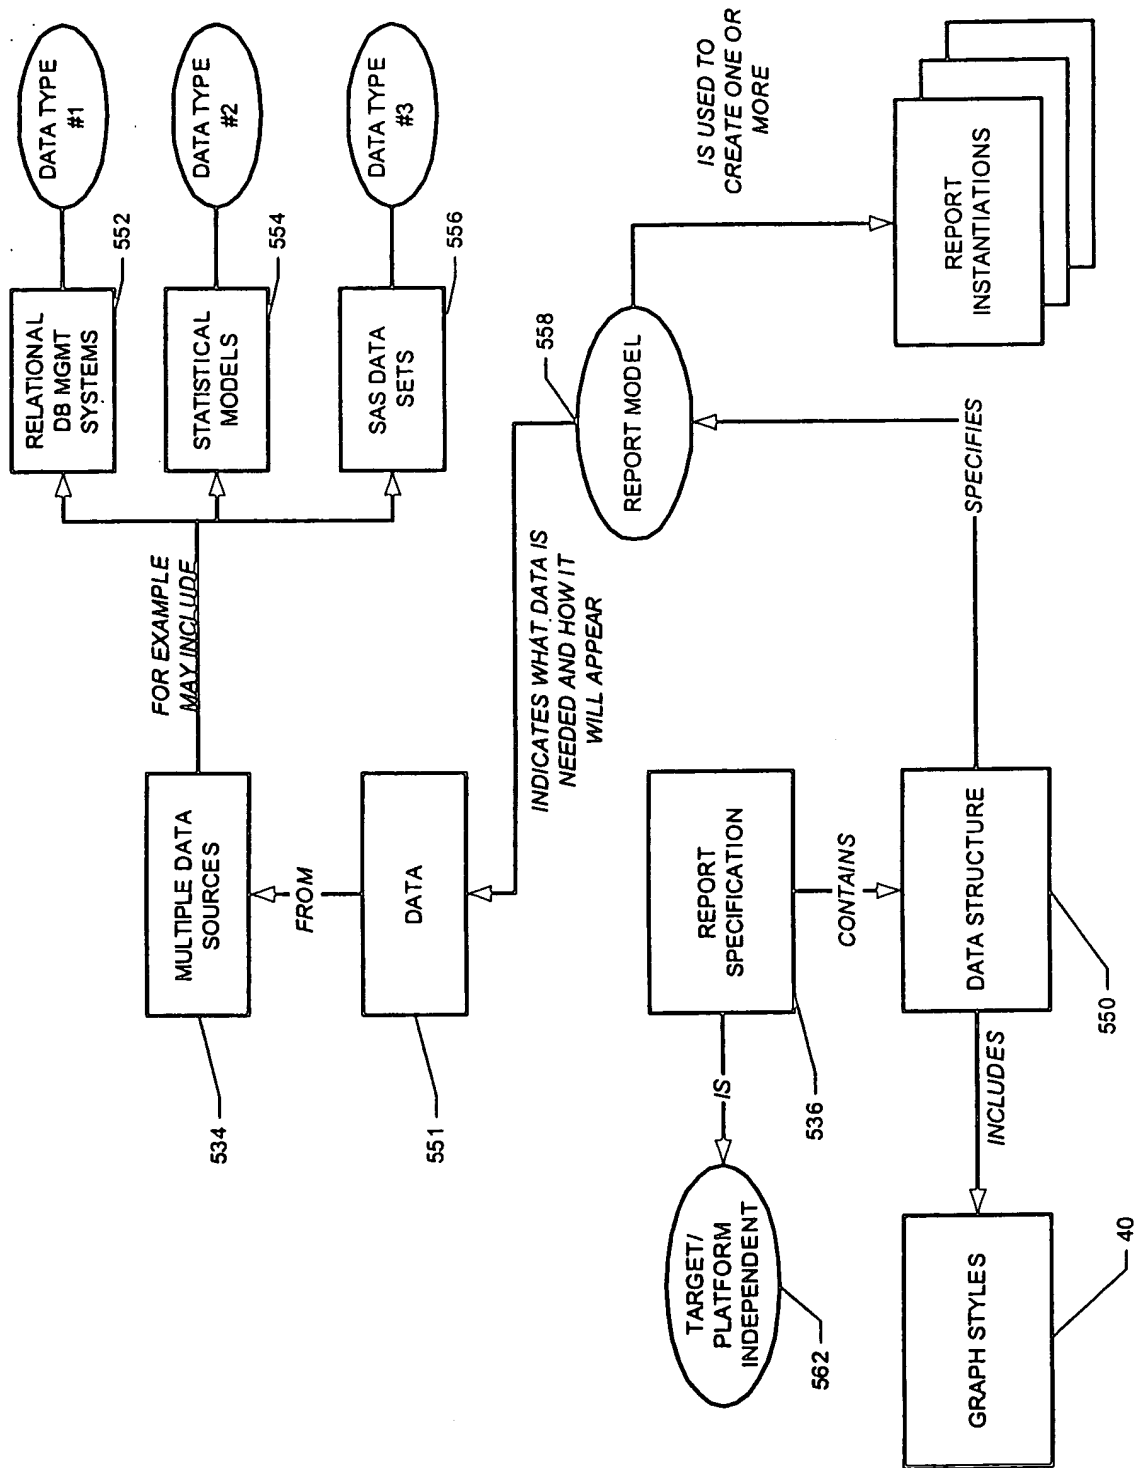 MULTIPLE DATA
SOURCES
534
FOR EXAMPLE
MAY INCLUDE
RELATIONAL
DB MGMT
SYSTEMS
552
DATA TYPE
#1
STATISTICAL
MODELS
554
DATA TYPE
#2
SAS DATA
SETS
556
DATA TYPE
#3
FROM
DATA
551
INDICATES WHAT DATA IS
NEEDED AND HOW IT
WILL APPEAR
REPORT MODEL
558
IS USED TO
CREATE ONE OR
MORE
REPORT
INSTANTIATIONS
REPORT
SPECIFICATION
536
IS
TARGET/
PLATFORM
INDEPENDENT
562
CONTAINS
DATA STRUCTURE
550
SPECIFIES
INCLUDES
GRAPH STYLES
40